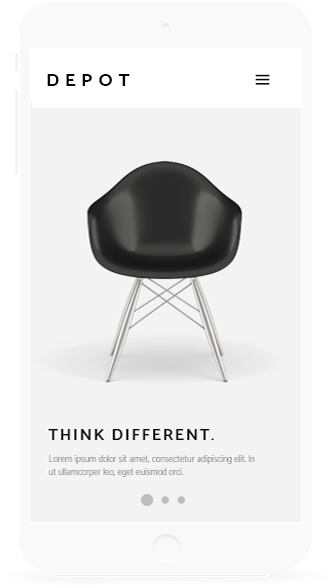 DEPOT
THINK DIFFERENT.
Lorem ipsum dolor sit amet, consectetur adipiscing elit. In
ut ullamcorper leo, eget euismod orci.